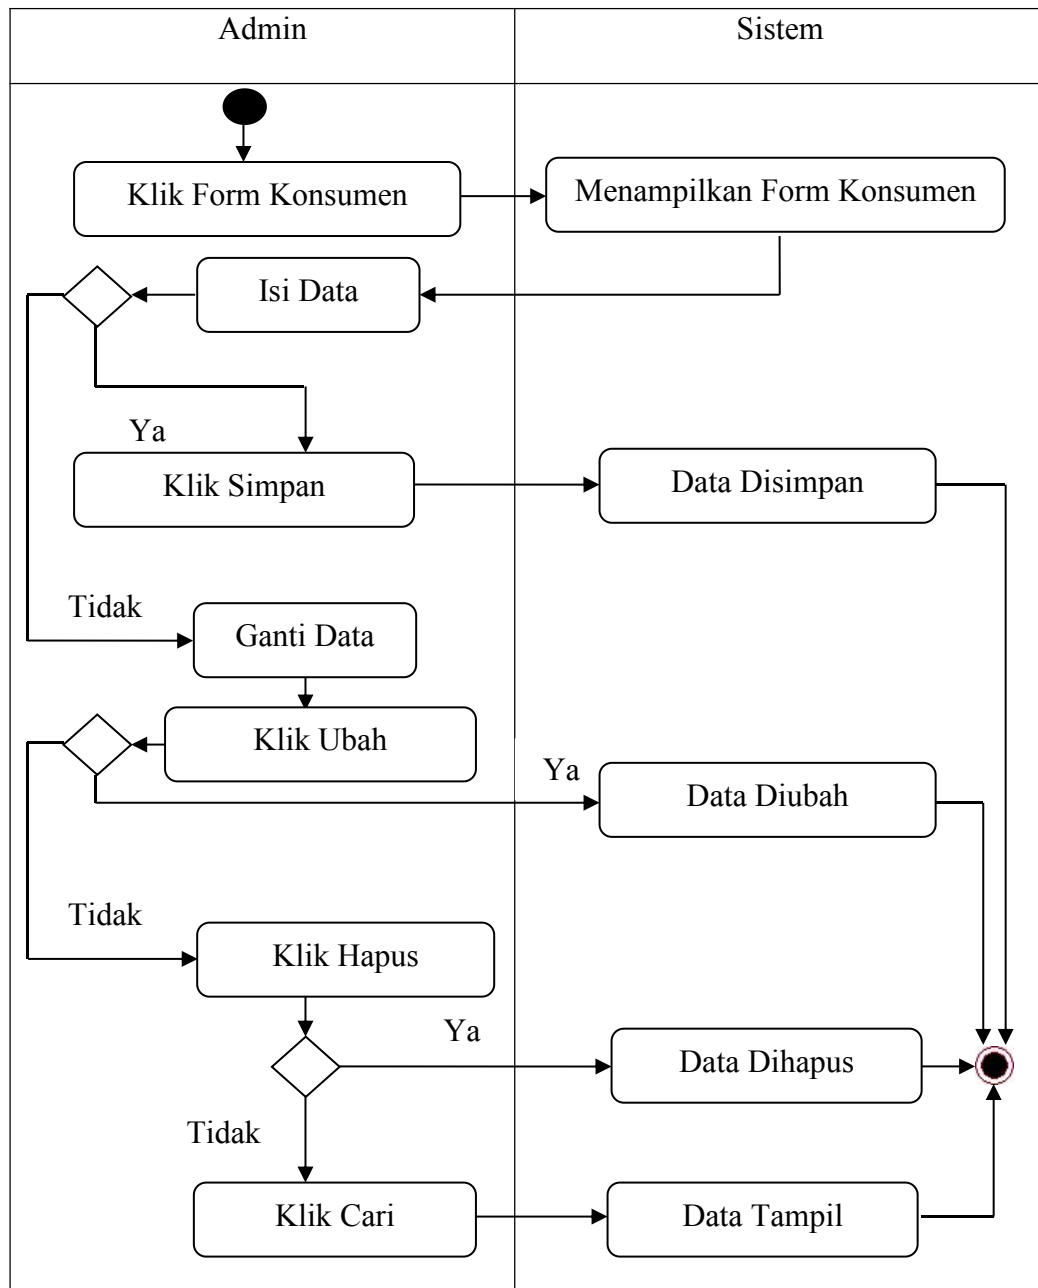 Admin
Sistem
Klik Form Konsumen
Menampilkan Form Konsumen
Isi Data
Ya
Klik Simpan
Data Disimpan
Tidak
Ganti Data
Klik Ubah
Ya
Data Diubah
Tidak
Klik Hapus
Ya
Data Dihapus
Tidak
Klik Cari
Data Tampil